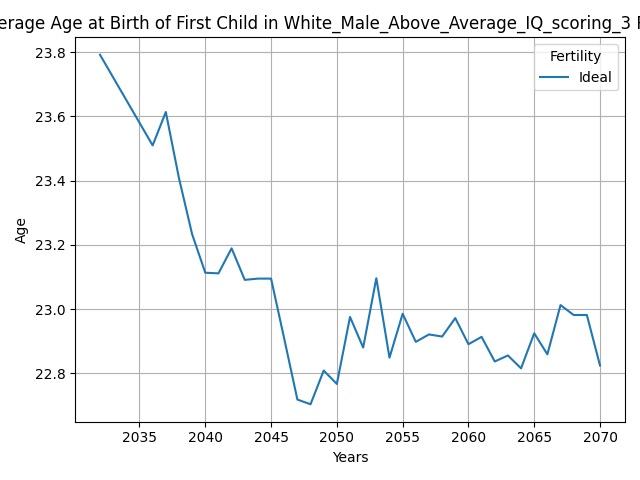 erage Age at Birth of First Child in White_Male_Above_Average_IQ_scoring_3
Fertility
Ideal
23.8
23.6
23.4
23.2
23.0
22.8
Age
2035 2040 2045 2050 2055 2060 2065 2070
Years